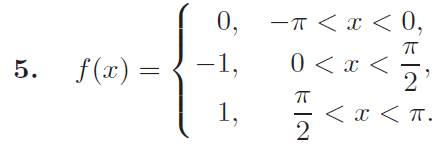 5. f(x) = { 0, −π < x < 0,
−1, 0 < x < π/2,
1, π/2 < x < π.